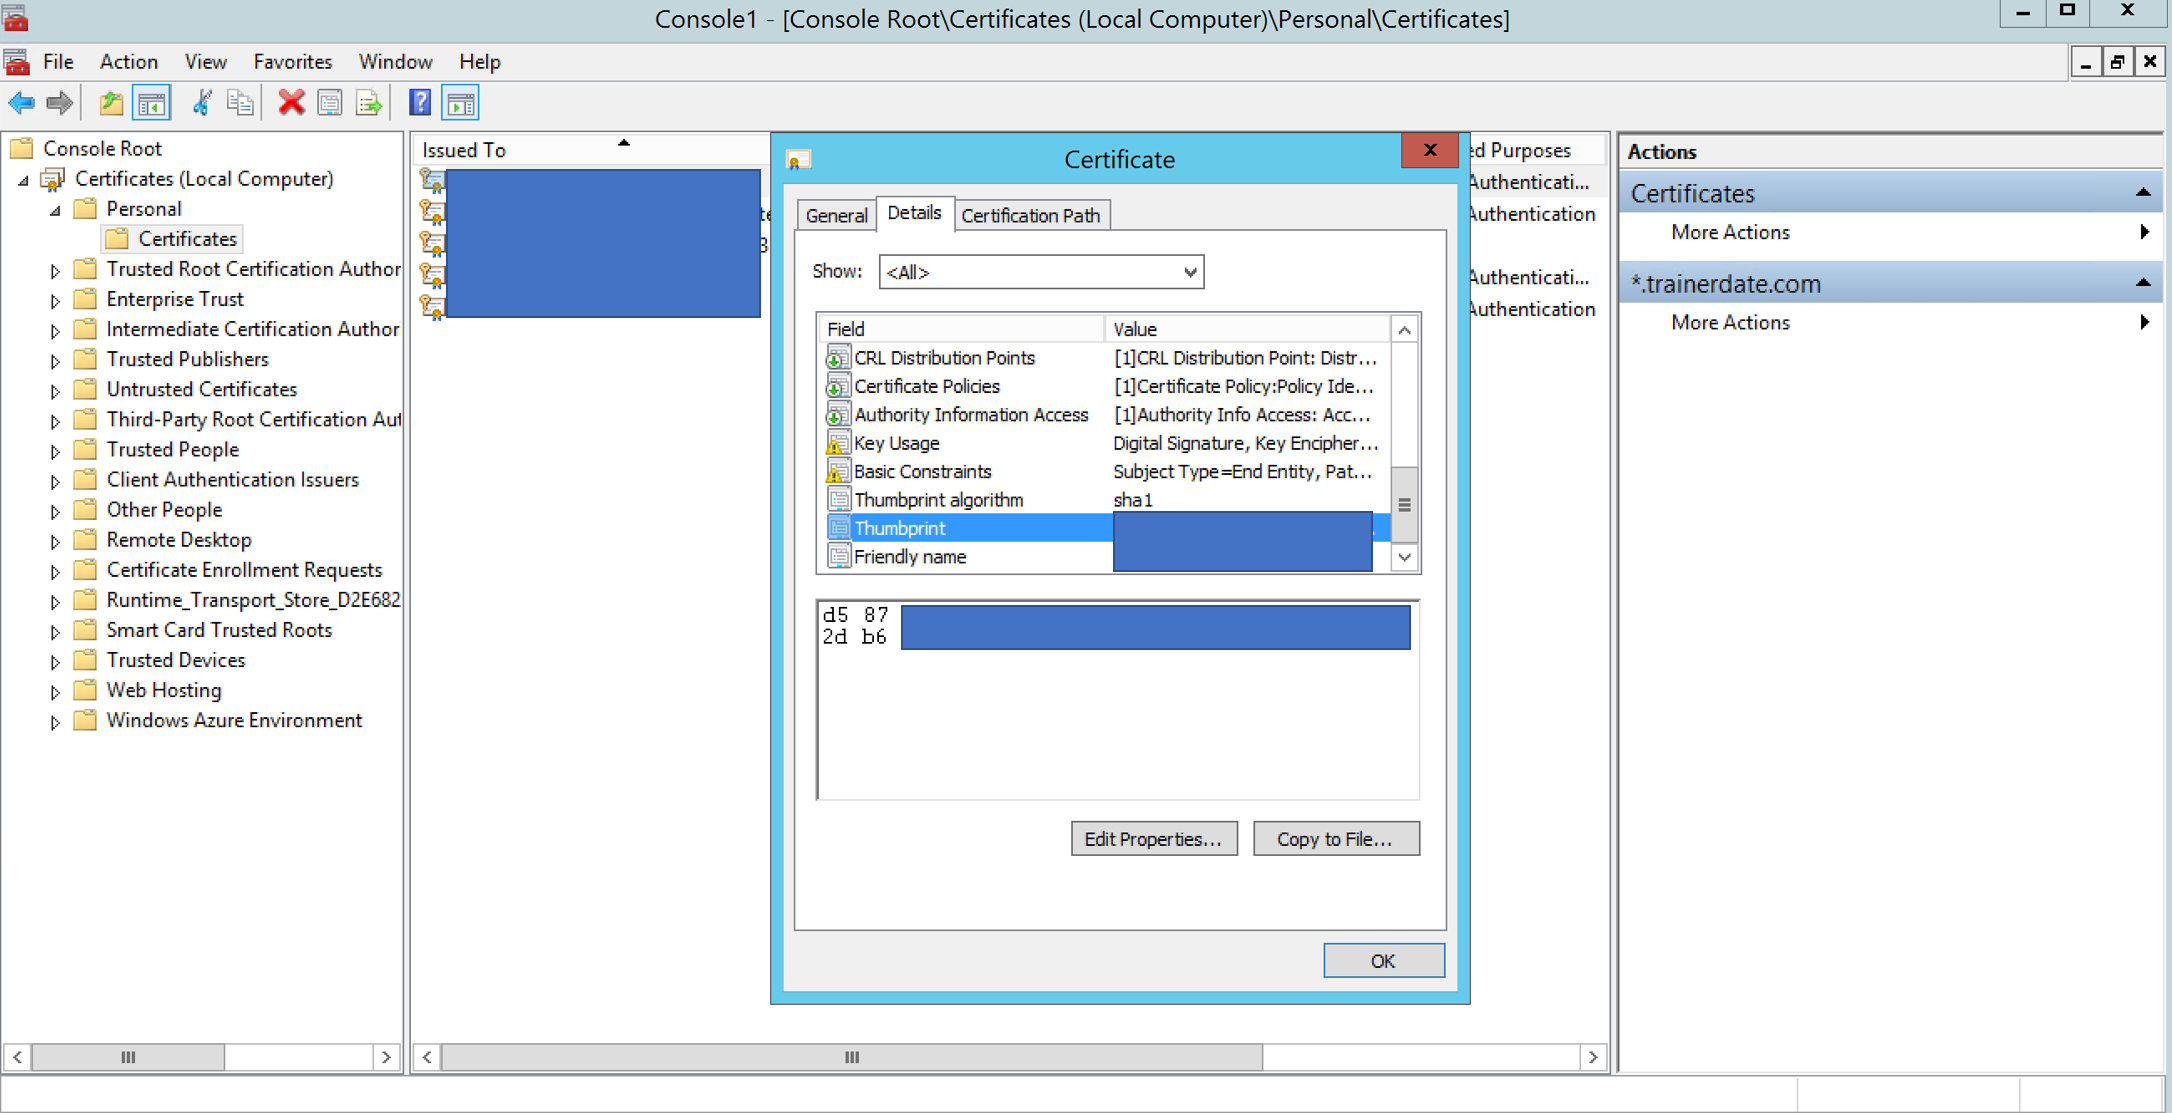 Console1 - [Console Root\Certificates (Local Computer)\Personal\Certificates]
File Action View Favorites Window Help
Console Root
Certificates (Local Computer)
Personal
Certificates
Trusted Root Certification Author
Enterprise Trust
Intermediate Certification Author
Trusted Publishers
Untrusted Certificates
Third-Party Root Certification Aut
Trusted People
Client Authentication Issuers
Other People
Remote Desktop
Certificate Enrollment Requests
Runtime_Transport_Store_D2E682
Smart Card Trusted Roots
Trusted Devices
Web Hosting
Windows Azure Environment
Issued To
te
3
ed Purposes
Authenticati...
Authentication
Authenticati...
Authentication
Certificate
General Details Certification Path
Show: <All>
Field Value
CRL Distribution Points [1]CRL Distribution Point: Distr...
Certificate Policies [1]Certificate Policy:Policy Ide...
Authority Information Access [1]Authority Info Access: Acc...
Key Usage Digital Signature, Key Encipher...
Basic Constraints Subject Type=End Entity, Pat...
Thumbprint algorithm sha1
Thumbprint
Friendly name
d5 87
2d b6
Edit Properties... Copy to File...
OK
Actions
Certificates
More Actions
*.trainerdate.com
More Actions